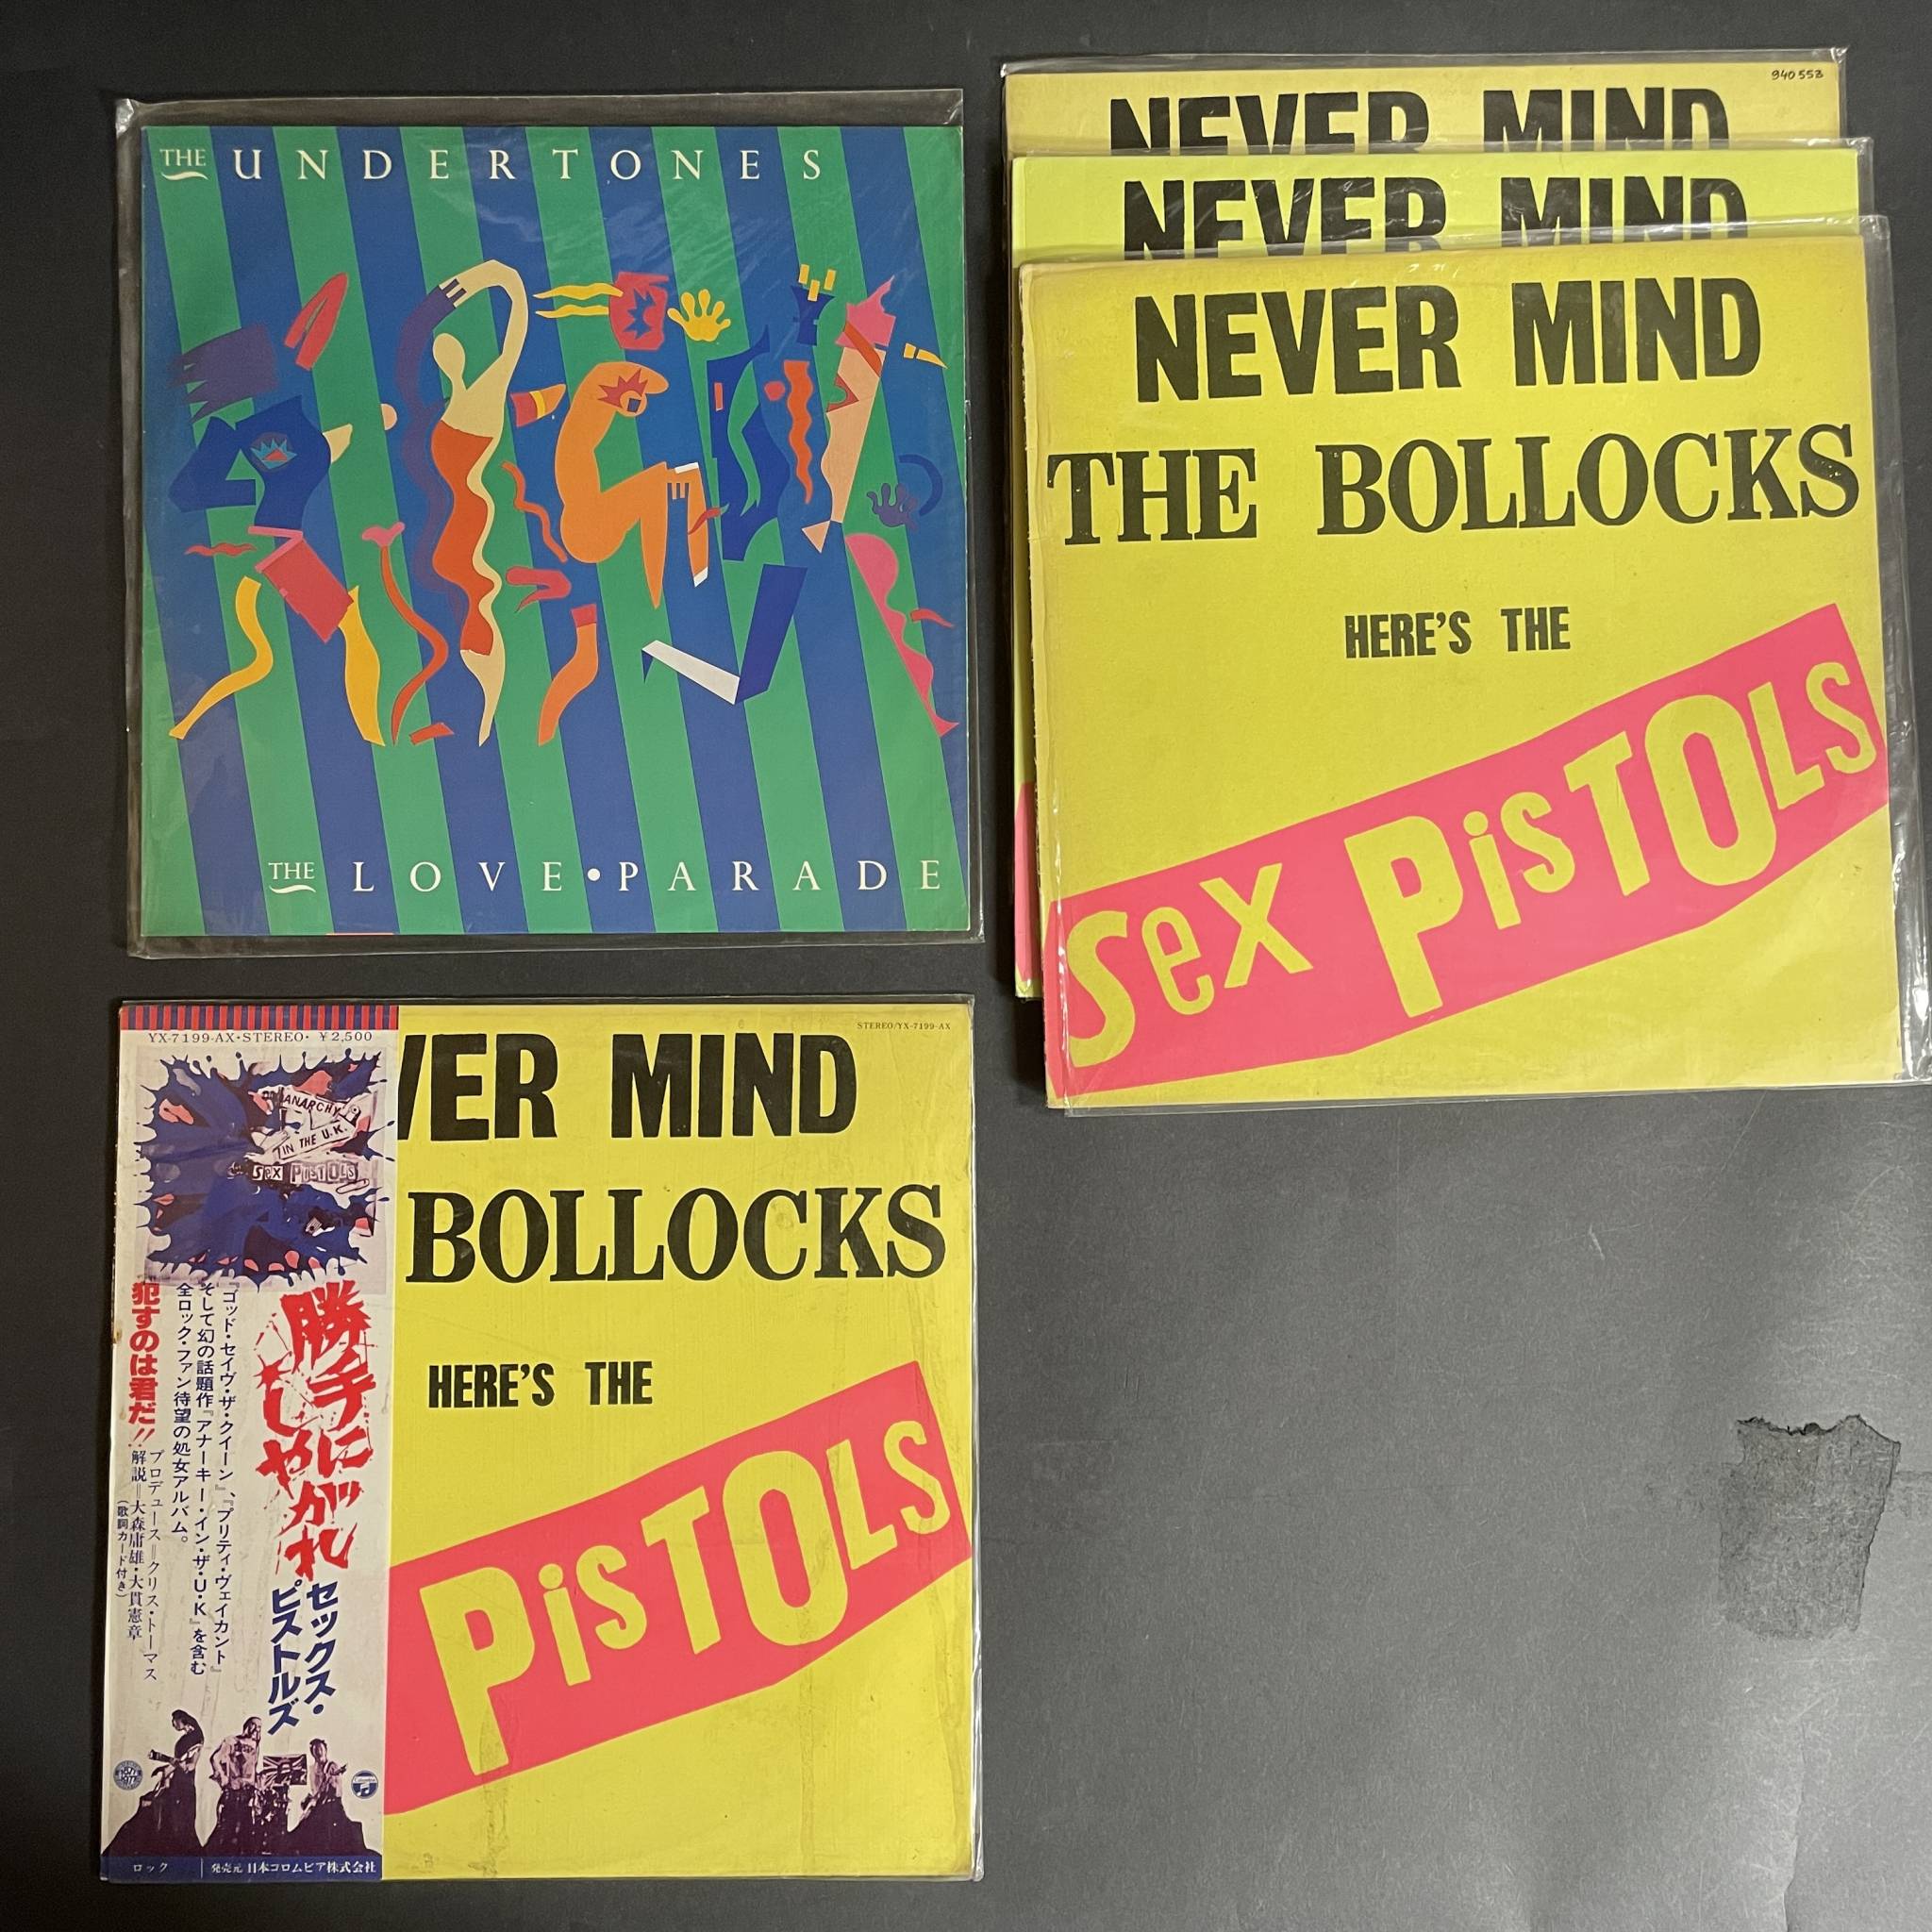 THE UNDERTONES
THE LOVE•PARADE
940 553
NEVER MIND
NEVER MIND
NEVER MIND
THE BOLLOCKS
HERE'S THE
Sex PiSTOLS
YX-7199-AX・STEREO・ ¥2,500
ANARCHY
IN THE U.K.
SEX PISTOLS
勝手にしやがれ
セックス・
ピストルズ
『ゴッド・セイヴ・ザ・クイーン』、『プリティ・ヴェイカント』
そして幻の話題作『アナーキー・イン・ザ・U・K』を含む
全ロック・ファン待望の処女アルバム。
犯すのは君だ!!
プロデュース=クリス・トーマス
解説=大森庸雄・大貫憲章
(歌詞カード付き)
ロック
発売元 日本コロムビア株式会社
STEREO/YX-7199-AX
VER MIND
BOLLOCKS
HERE'S THE
PiSTOLS